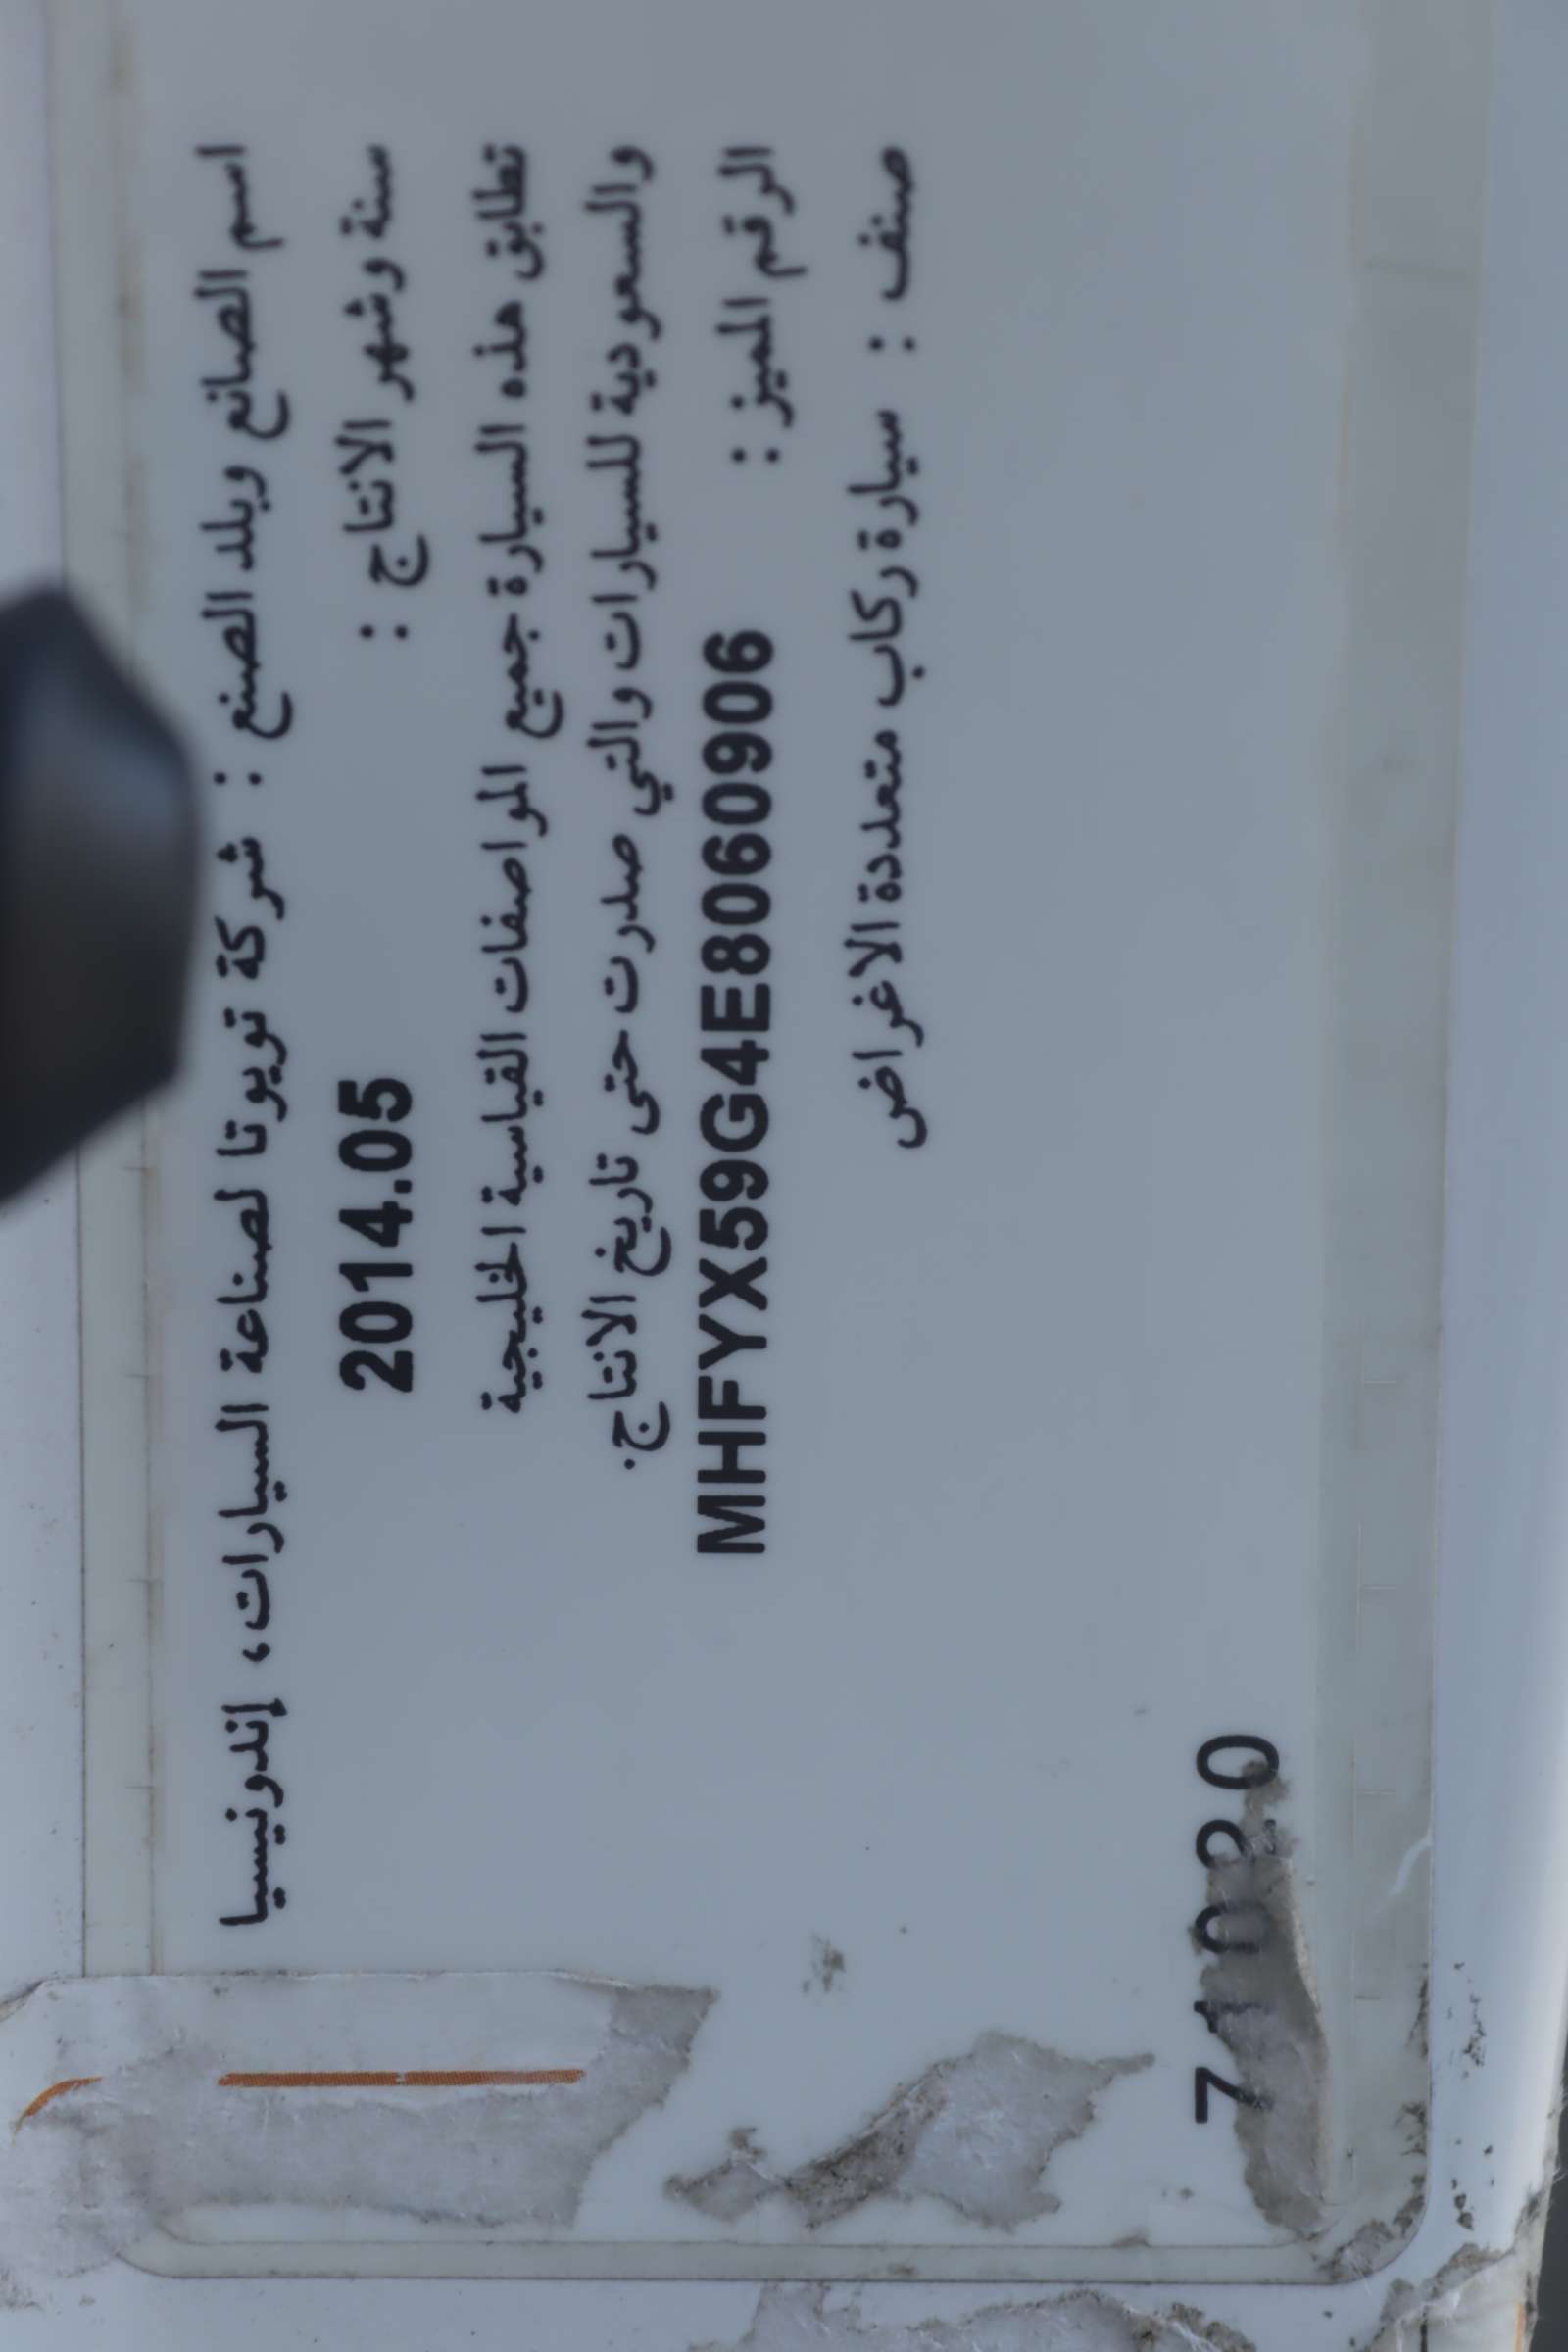 اسم الصانع وبلد الصنع : شركة تويوتا لصناعة السيارات، إندونيسيا
سنة وشهر الانتاج : 2014.05
تطابق هذه السيارة جميع المواصفات القياسية الخليجية
والسعودية للسيارات والتي صدرت حتى تاريخ الانتاج.
الرقم المميز : MHFYX59G4E8060906
صنف : سيارة ركاب متعددة الاغراض
71020